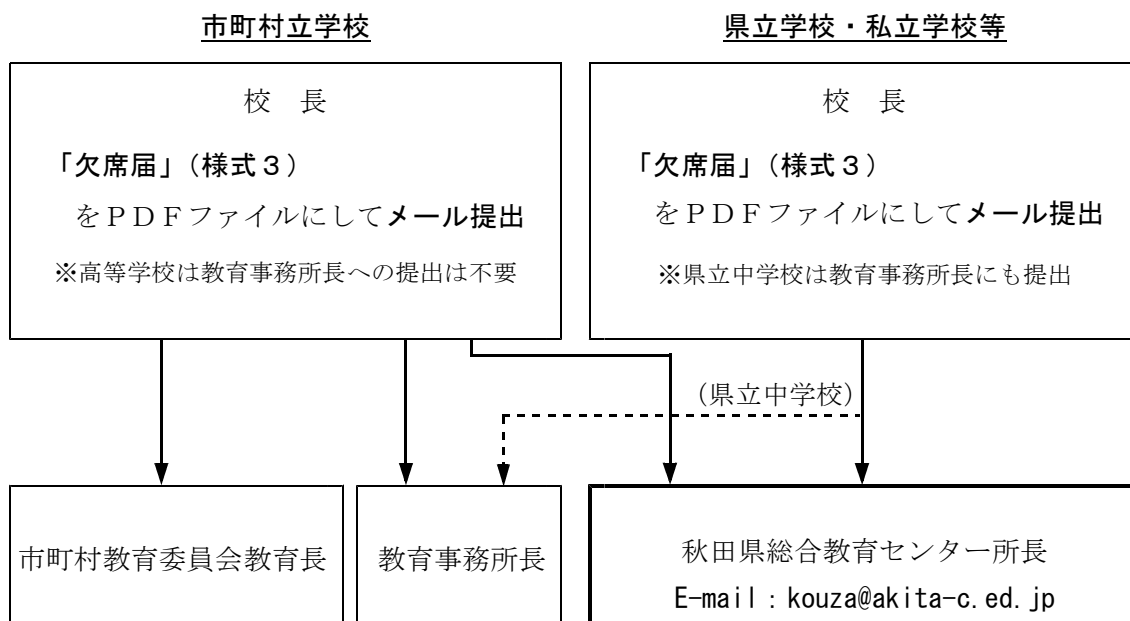 市町村立学校
県立学校・私立学校等
校　長
「欠席届」（様式３）
をＰＤＦファイルにしてメール提出
※高等学校は教育事務所長への提出は不要
校　長
「欠席届」（様式３）
をＰＤＦファイルにしてメール提出
※県立中学校は教育事務所長にも提出
（県立中学校）
市町村教育委員会教育長
教育事務所長
秋田県総合教育センター所長
E-mail：kouza@akita-c.ed.jp